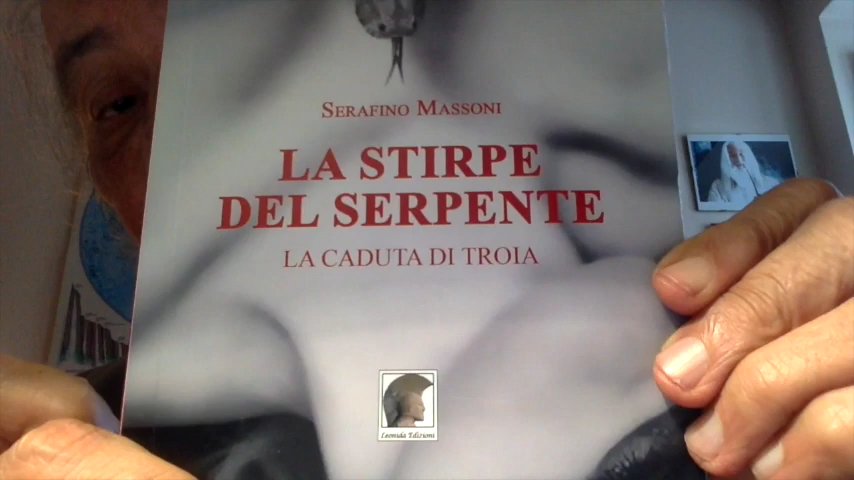 SERAFINO MASSONI
LA STIRPE
DEL SERPENTE
LA CADUTA DI TROIA
Leonida Edizioni